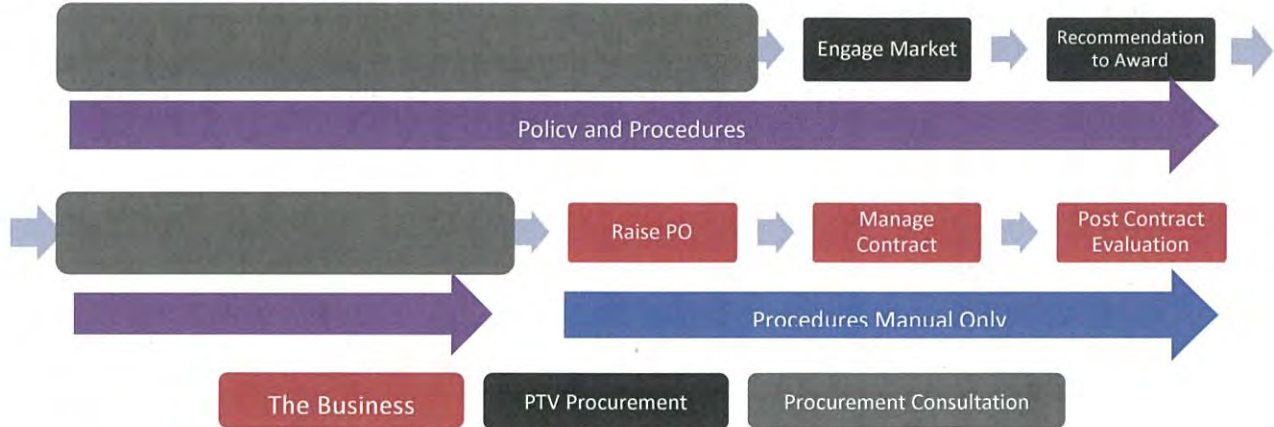 Engage Market
Recommendation
to Award
Policy and Procedures
Raise PO
Manage
Contract
Post Contract
Evaluation
Procedures Manual Only
The Business
PTV Procurement
Procurement Consultation